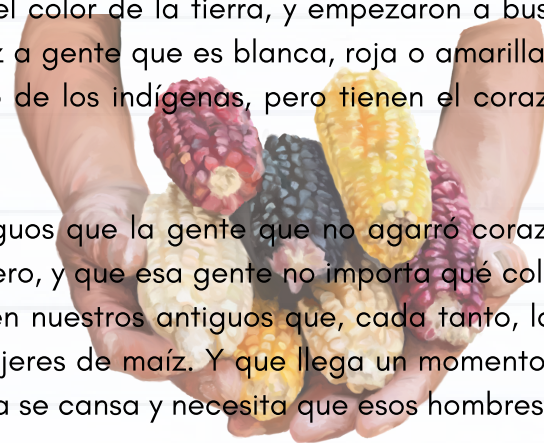 el color de la tierra, y empezaron a bus
a gente que es blanca, roja o amarilla
de los indígenas, pero tienen el coraz
guos que la gente que no agarró coraz
ero, y que esa gente no importa qué col
en nuestros antiguos que, cada tanto, l
jeres de maíz. Y que llega un momento
a se cansa y necesita que esos hombres